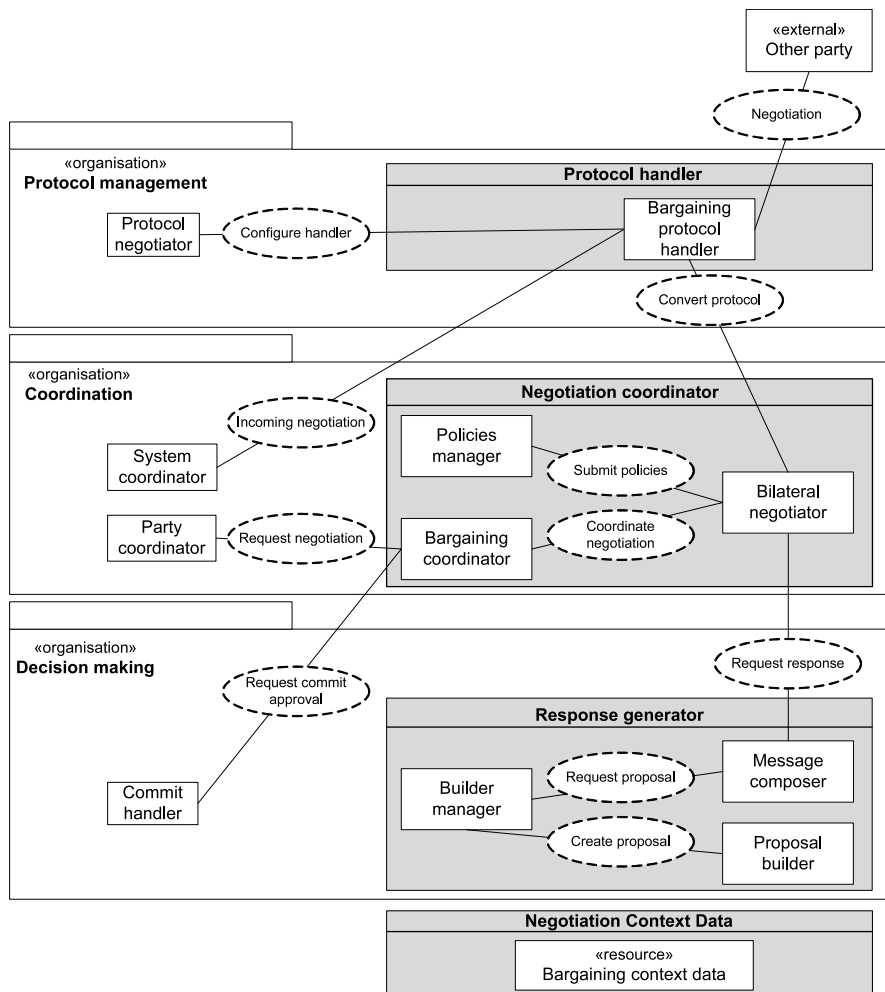 «external»
Other party
Negotiation
«organisation»
Protocol management
Protocol handler
Protocol
negotiator
Configure handler
Bargaining
protocol
handler
Convert protocol
«organisation»
Coordination
Negotiation coordinator
Incoming negotiation
Policies
manager
System
coordinator
Submit policies
Bilateral
negotiator
Party
coordinator
Request negotiation
Bargaining
coordinator
Coordinate
negotiation
«organisation»
Decision making
Request response
Request commit
approval
Response generator
Commit
handler
Builder
manager
Request proposal
Message
composer
Create proposal
Proposal
builder
Negotiation Context Data
«resource»
Bargaining context data